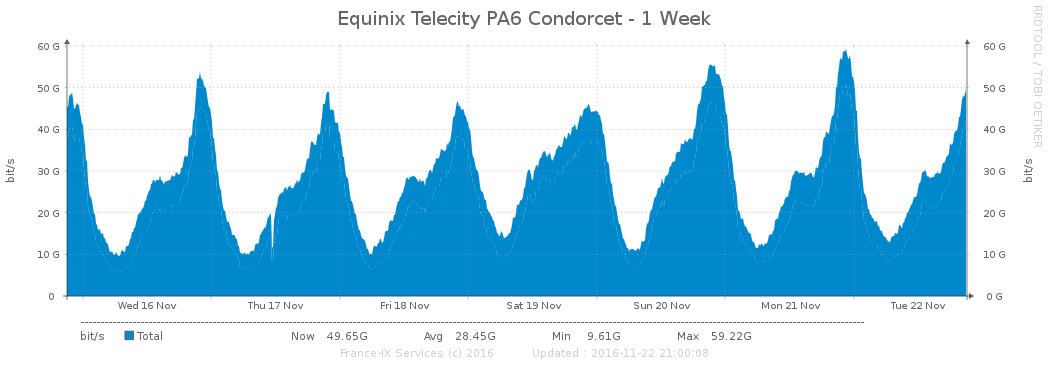 Equinix Telecity PA6 Condorcet - 1 Week
RRDTOOL / TOBI OETIKER
bit/s
60 G
50 G
40 G
30 G
20 G
10 G
0
60 G
50 G
40 G
30 G
20 G
10 G
0 G
bit/s
Wed 16 Nov Thu 17 Nov Fri 18 Nov Sat 19 Nov Sun 20 Nov Mon 21 Nov Tue 22 Nov
bit/s Total Now 49.65G Avg 28.45G Min 9.61G Max 59.22G
France-IX Services (c) 2016 Updated : 2016-11-22 21:00:08